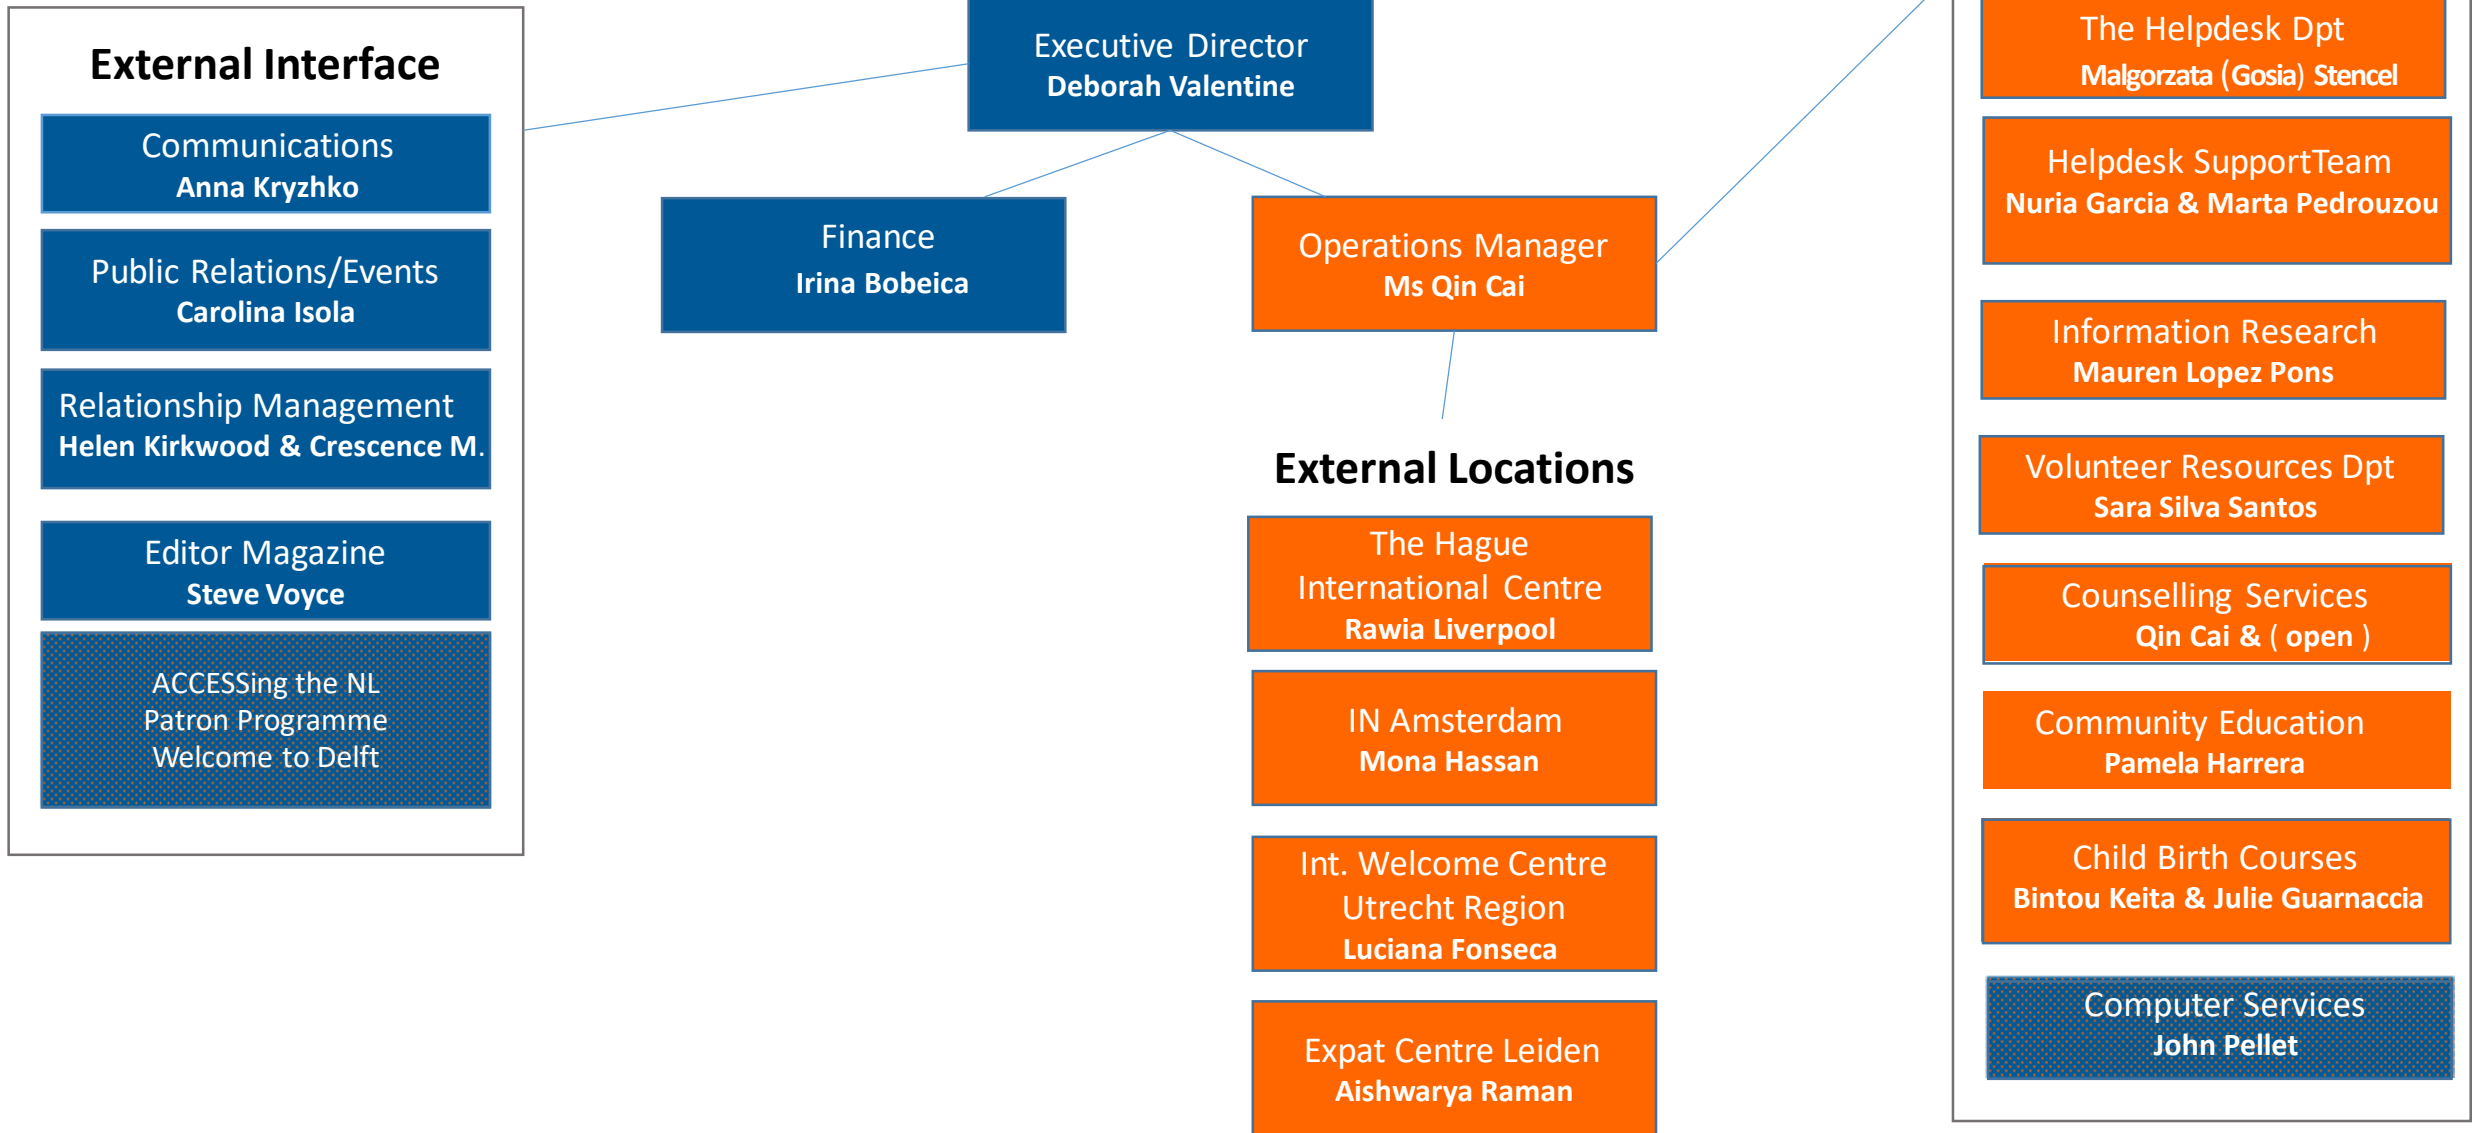 External Interface
Communications
Anna Kryzhko
Public Relations/Events
Carolina Isola
Relationship Management
Helen Kirkwood & Crescence M.
Editor Magazine
Steve Voyce
ACCESSing the NL
Patron Programme
Welcome to Delft
Executive Director
Deborah Valentine
Finance
Irina Bobeica
Operations Manager
Ms Qin Cai
External Locations
The Hague
International Centre
Rawia Liverpool
IN Amsterdam
Mona Hassan
Int. Welcome Centre
Utrecht Region
Luciana Fonseca
Expat Centre Leiden
Aishwarya Raman
The Helpdesk Dpt
Malgorzata (Gosia) Stencel
Helpdesk SupportTeam
Nuria Garcia & Marta Pedrouzou
Information Research
Mauren Lopez Pons
Volunteer Resources Dpt
Sara Silva Santos
Counselling Services
Qin Cai & ( open )
Community Education
Pamela Harrera
Child Birth Courses
Bintou Keita & Julie Guarnaccia
Computer Services
John Pellet